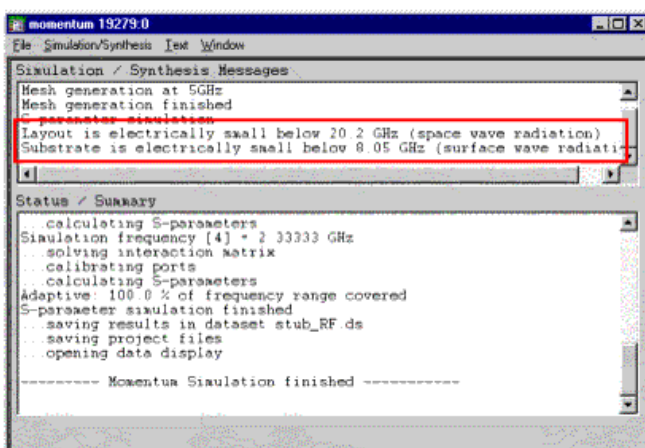 momentum 19279:0
File Simulation/Synthesis Text Window
Simulation / Synthesis Messages
Mesh generation at 5GHz
Mesh generation finished
S-parameter simulation
Layout is electrically small below 20.2 GHz (space wave radiation)
Substrate is electrically small below 8.05 GHz (surface wave radiati
Status / Summary
...calculating S-parameters
Simulation frequency [4] = 2.33333 GHz
...solving interaction matrix
...calibrating ports
...calculating S-parameters
Adaptive: 100.0 % of frequency range covered
S-parameter simulation finished
...saving results in dataset stub_RF.ds
...saving project files
...opening data display
--------- Momentum Simulation finished -----------